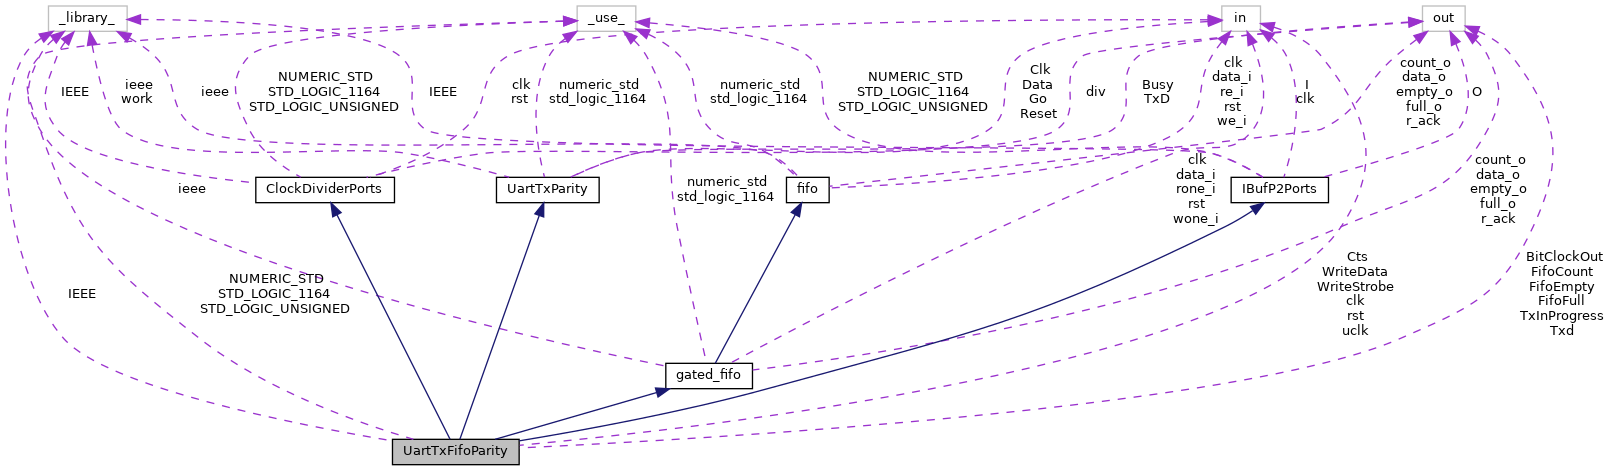 _library_
_use_
in
out
IEEE
ieee
work
ieee
NUMERIC_STD
STD_LOGIC_1164
STD_LOGIC_UNSIGNED
IEEE
clk
rst
numeric_std
std_logic_1164
numeric_std
std_logic_1164
NUMERIC_STD
STD_LOGIC_1164
STD_LOGIC_UNSIGNED
Clk
Data
Go
Reset
div
Busy
TxD
clk
data_i
re_i
rst
we_i
I
clk
count_o
data_o
empty_o
full_o
r_ack
O
ieee
ClockDividerPorts
UartTxParity
numeric_std
std_logic_1164
fifo
clk
data_i
rone_i
rst
wone_i
IBufP2Ports
count_o
data_o
empty_o
full_o
r_ack
IEEE
NUMERIC_STD
STD_LOGIC_1164
STD_LOGIC_UNSIGNED
Cts
WriteData
WriteStrobe
clk
rst
uclk
BitClockOut
FifoCount
FifoEmpty
FifoFull
TxInProgress
Txd
gated_fifo
UartTxFifoParity